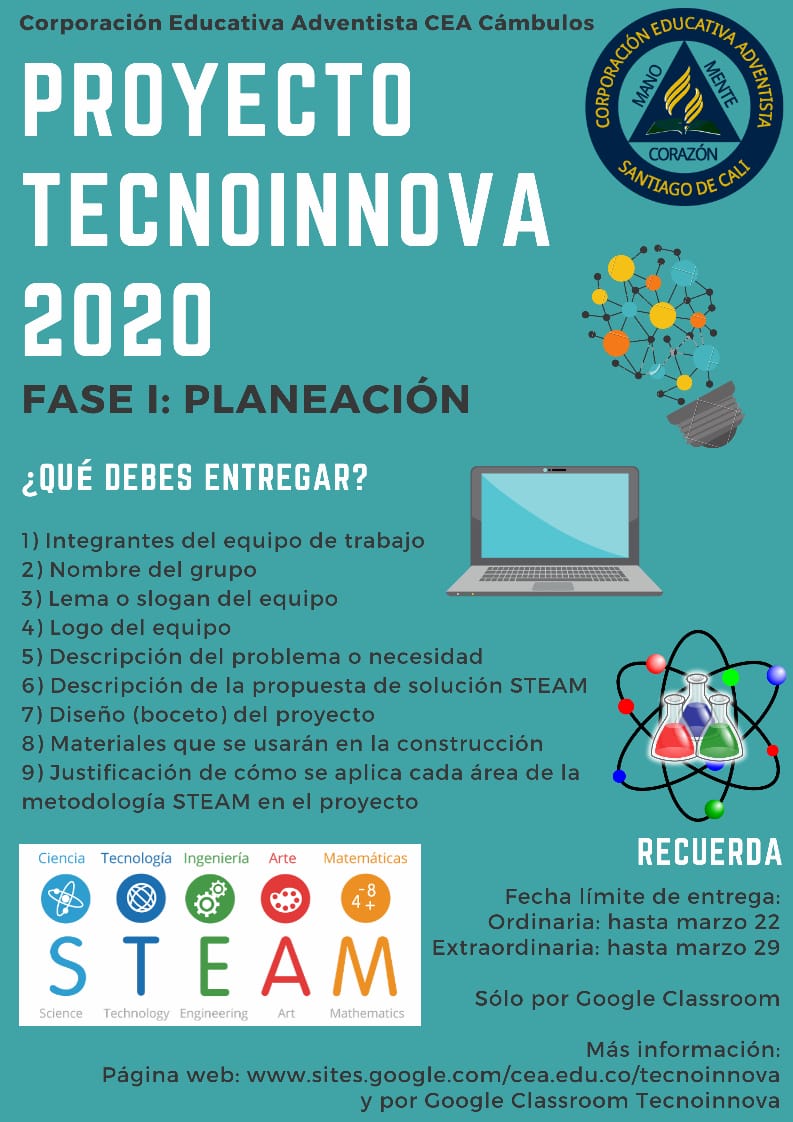 Corporación Educativa Adventista CEA Cámbulos
CORPORACIÓN EDUCATIVA ADVENTISTA
MANO
MENTE
CORAZÓN
SANTIAGO DE CALI
PROYECTO
TECNOINNOVA
2020
FASE I: PLANEACIÓN
¿QUÉ DEBES ENTREGAR?
1) Integrantes del equipo de trabajo
2) Nombre del grupo
3) Lema o slogan del equipo
4) Logo del equipo
5) Descripción del problema o necesidad
6) Descripción de la propuesta de solución STEAM
7) Diseño (boceto) del proyecto
8) Materiales que se usarán en la construcción
9) Justificación de cómo se aplica cada área de la
metodología STEAM en el proyecto
Ciencia Tecnología Ingeniería Arte Matemáticas
-8
4 +
S T E A M
Science Technology Engineering Art Mathematics
RECUERDA
Fecha límite de entrega:
Ordinaria: hasta marzo 22
Extraordinaria: hasta marzo 29
Sólo por Google Classroom
Más información:
Página web: www.sites.google.com/cea.edu.co/tecnoinnova
y por Google Classroom Tecnoinnova